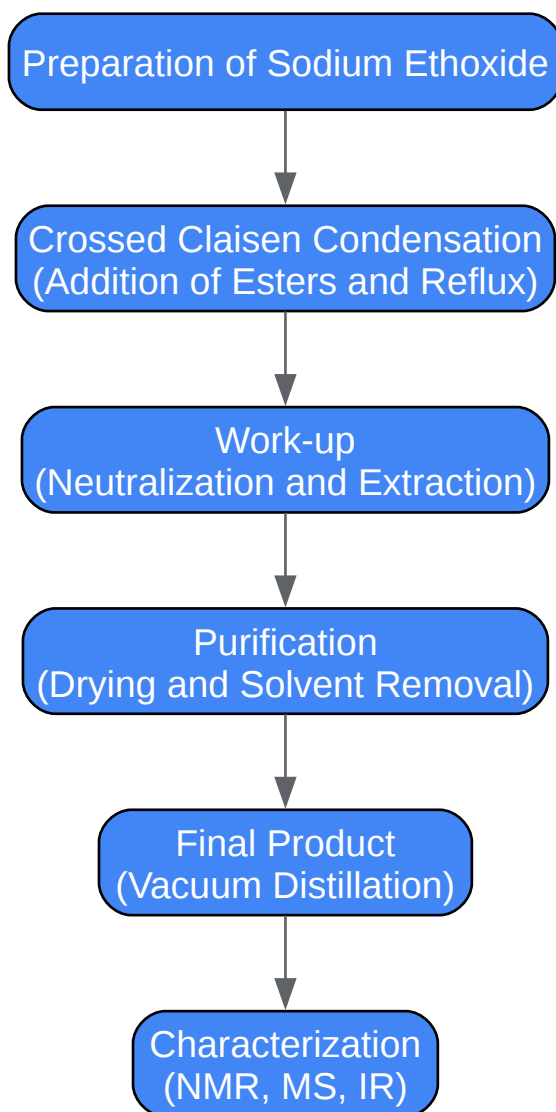 Preparation of Sodium Ethoxide
Crossed Claisen Condensation
(Addition of Esters and Reflux)
Work-up
(Neutralization and Extraction)
Purification
(Drying and Solvent Removal)
Final Product
(Vacuum Distillation)
Characterization
(NMR, MS, IR)